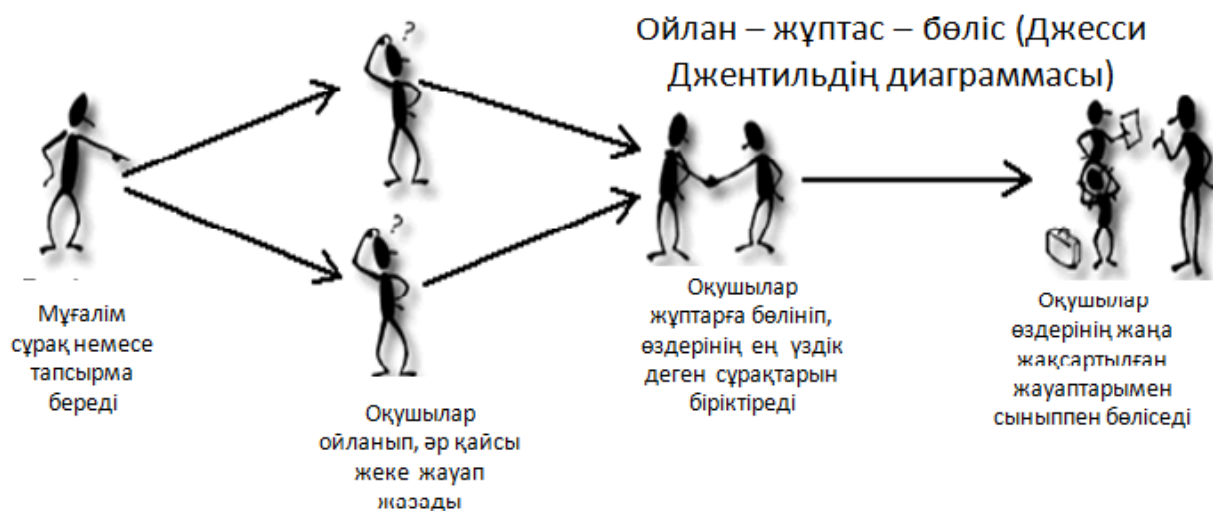 Ойлан – жұптас – бөліс (Джесси
Джентильдің диаграммасы)
?
?
Мұғалім
сұрақ немесе
тапсырма
береді
Оқушылар
ойланып, әр қайсы
жеке жауап
жазады
Оқушылар
жұптарға бөлініп,
өздерінің ең үздік
деген сұрақтарын
біріктіреді
Оқушылар
өздерінің жаңа
жақсартылған
жауаптарымен
сыныппен бөліседі